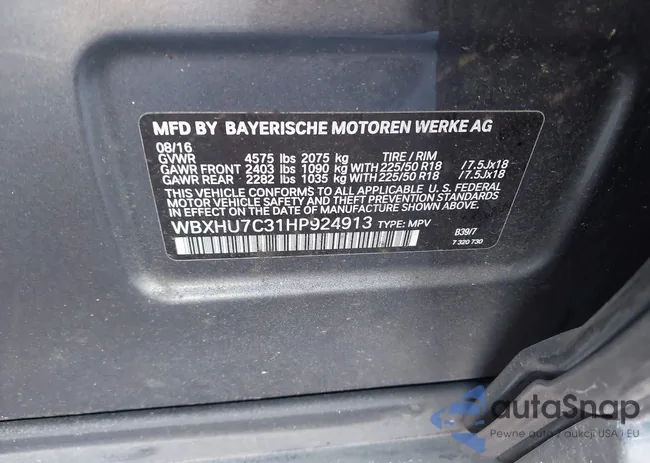 MFD BY BAYERISCHE MOTOREN WERKE AG
08/16
GVWR 4575 lbs 2075 kg TIRE / RIM
GAWR FRONT 2403 lbs 1090 kg WITH 225/50 R18 /7.5Jx18
GAWR REAR 2282 lbs 1035 kg WITH 225/50 R18 /7.5Jx18
THIS VEHICLE CONFORMS TO ALL APPLICABLE U. S. FEDERAL
MOTOR VEHICLE SAFETY AND THEFT PREVENTION STANDARDS
IN EFFECT ON THE DATE OF MANUFACTURE SHOWN ABOVE.
WBXHU7C31HP924913 TYPE: MPV B39/7
7 320 730
autoSnap
Pewne auta z aukcji USA i EU